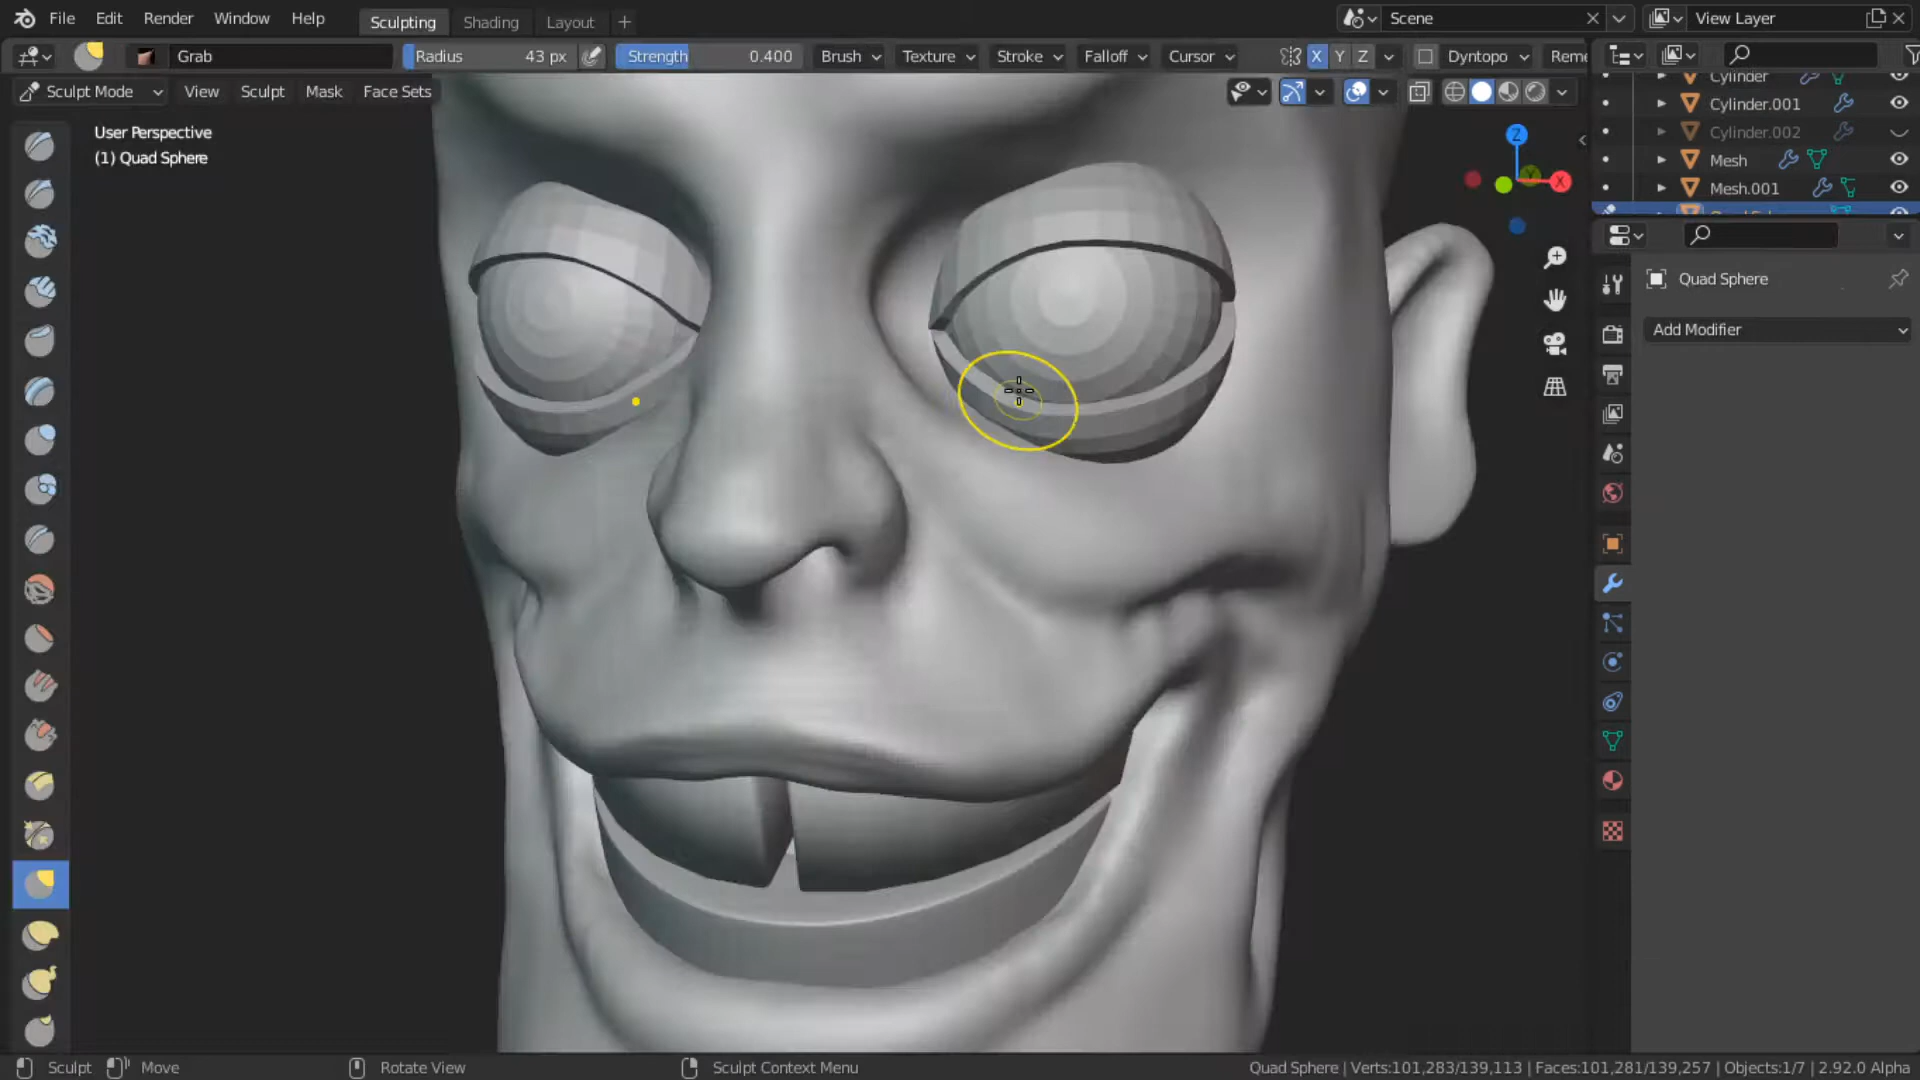 File Edit Render Window Help Sculpting Shading Layout + Scene View Layer
Grab Radius 43 px Strength 0.400 Brush Texture Stroke Falloff Cursor X Y Z Dyntopo Reme
Sculpt Mode View Sculpt Mask Face Sets
User Perspective
(1) Quad Sphere
Z
X
Cylinder
Cylinder.001
Cylinder.002
Mesh
Mesh.001
Quad Sphere
Add Modifier
Sculpt Move Rotate View Sculpt Context Menu Quad Sphere | Verts:101,283/139,113 | Faces:101,281/139,257 | Objects:1/7 | 2.92.0 Alpha